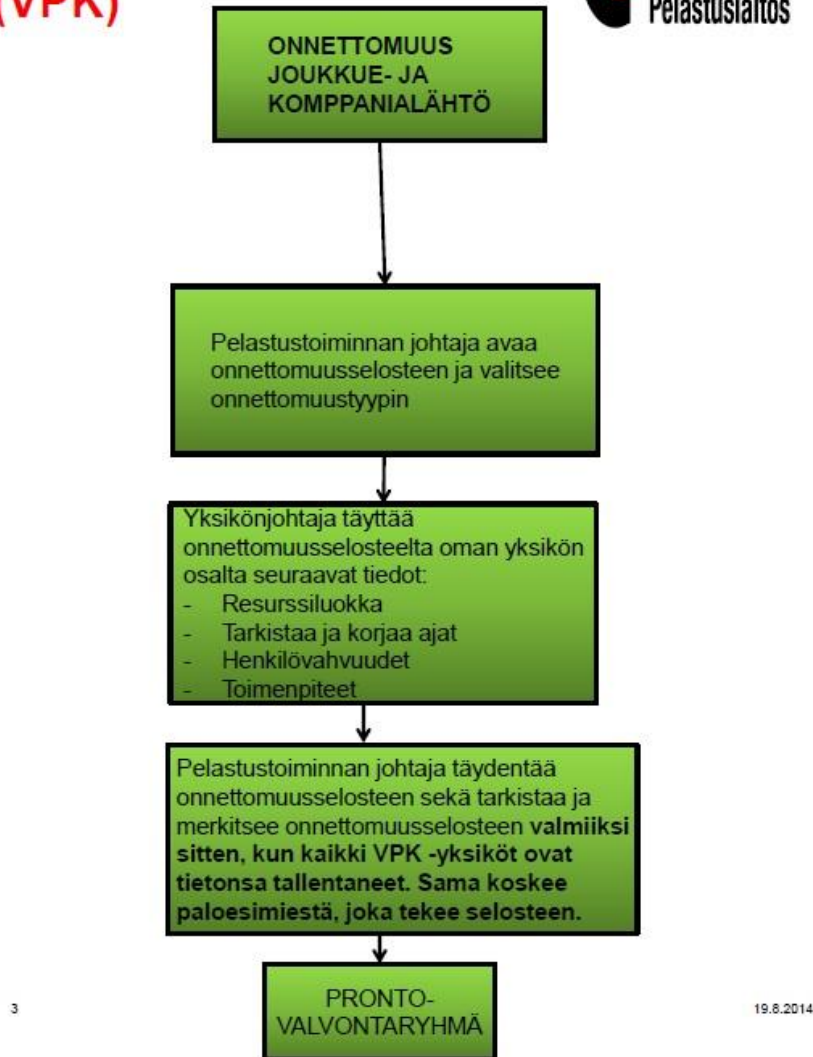 (VPK)
Pelastuslaitos
ONNETTOMUUS
JOUKKUE- JA
KOMPPANIALÄHTÖ
Pelastustoiminnan johtaja avaa
onnettomuusselosteen ja valitsee
onnettomuustyypin
Yksikönjohtaja täyttää
onnettomuusselosteelta oman yksikön
osalta seuraavat tiedot:
- Resurssiluokka
- Tarkistaa ja korjaa ajat
- Henkilövahvuudet
- Toimenpiteet
Pelastustoiminnan johtaja täydentää
onnettomuusselosteen sekä tarkistaa ja
merkitsee onnettomuusselosteen valmiiksi
sitten, kun kaikki VPK -yksiköt ovat
tietonsa tallentaneet. Sama koskee
paloesimiestä, joka tekee selosteen.
PRONTO-
VALVONTARYHMÄ
3
19.8.2014